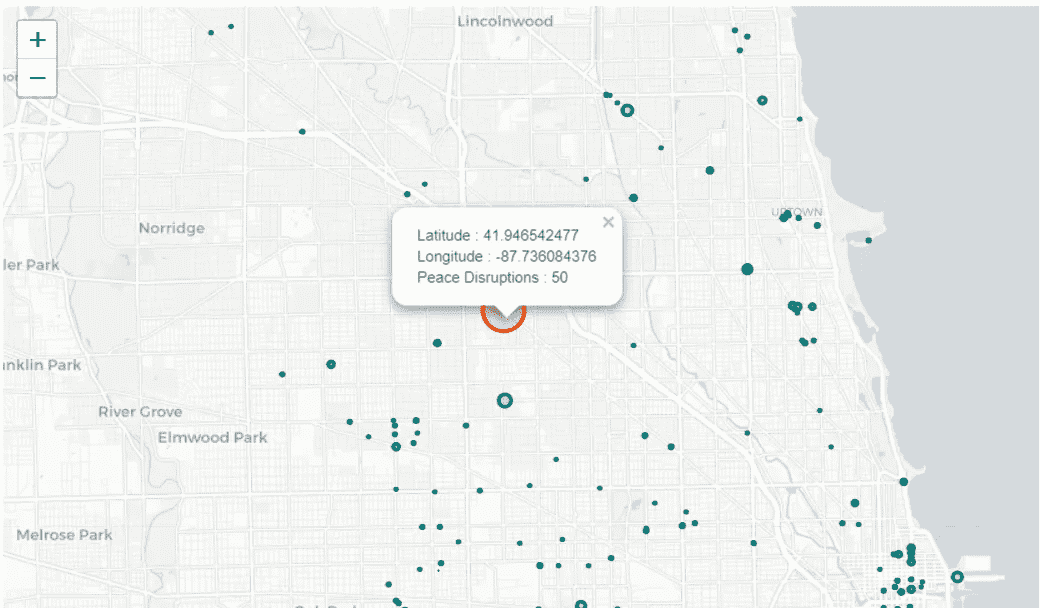 Lincolnwood
+
−
Norridge
UPTOWN
×
Latitude : 41.946542477
Longitude : -87.736084376
Peace Disruptions : 50
ler Park
nklin Park
River Grove
Elmwood Park
Melrose Park